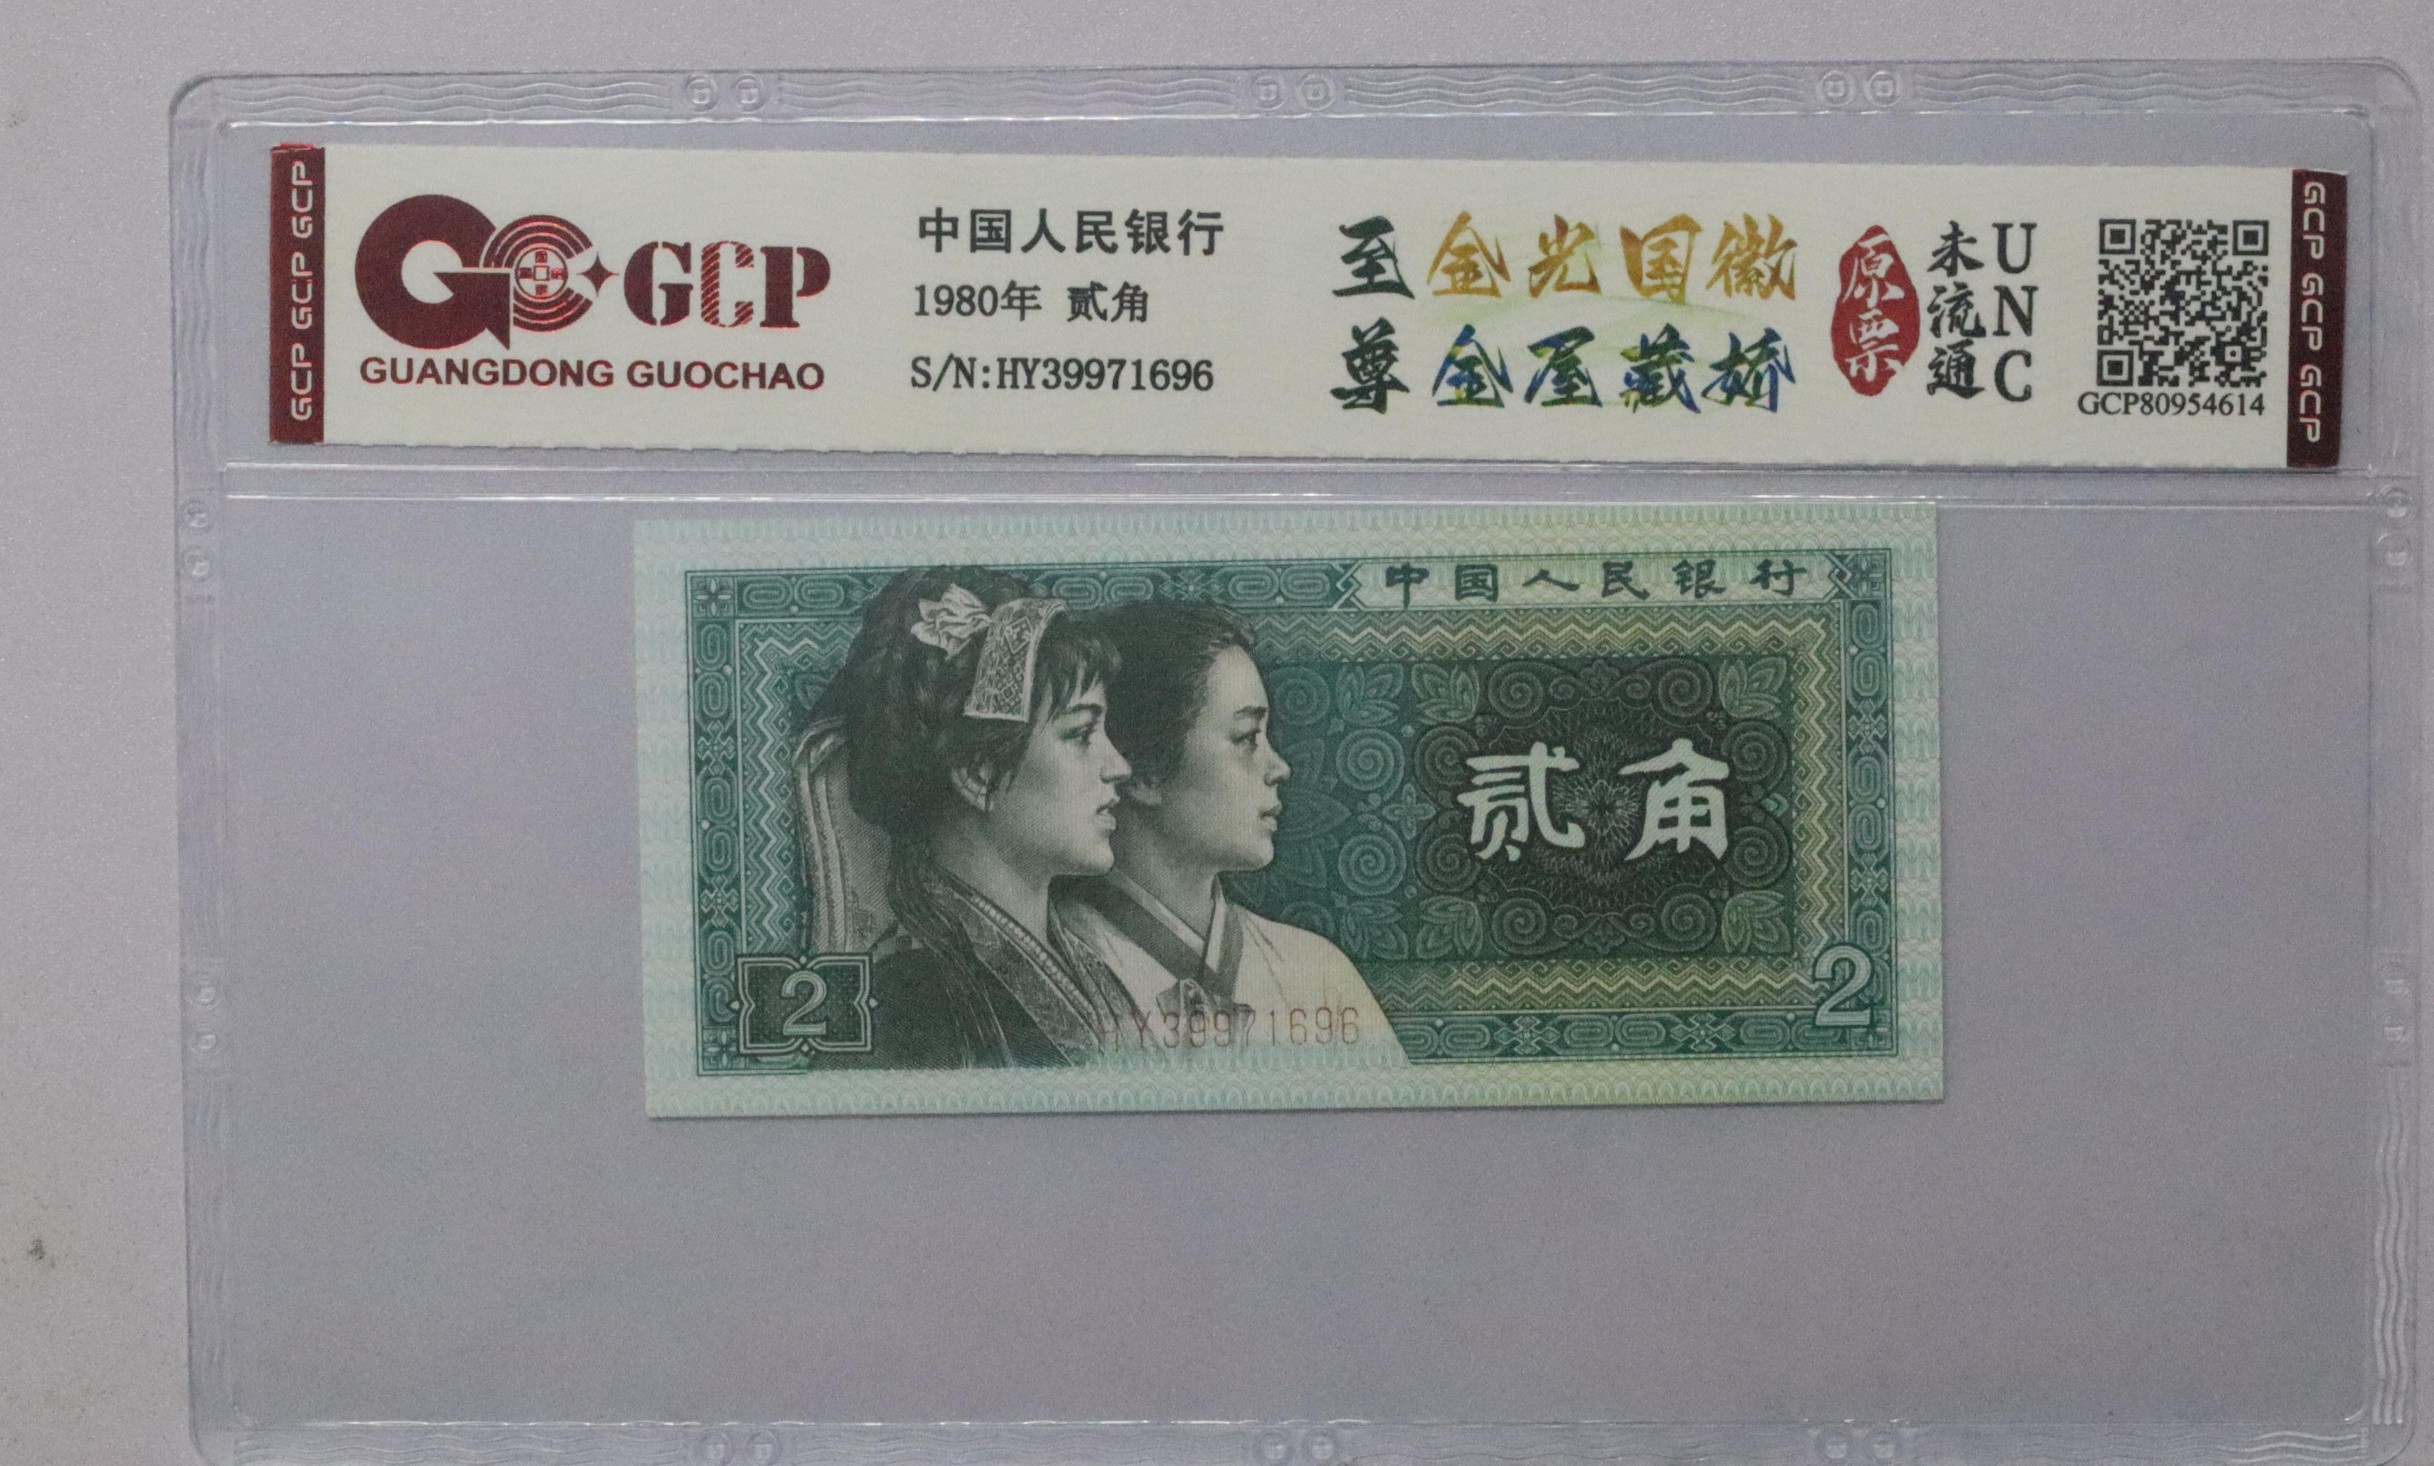 GCP GCP GCP
GCP
GUANGDONG GUOCHAO
中国人民银行
1980年 贰角
S/N:HY39971696
至尊
金光国徽
金屋藏娇
原票
未流通
UNC
GCP80954614
GCP GCP GCP
中国人民银行
贰角
2
2
HY39971696